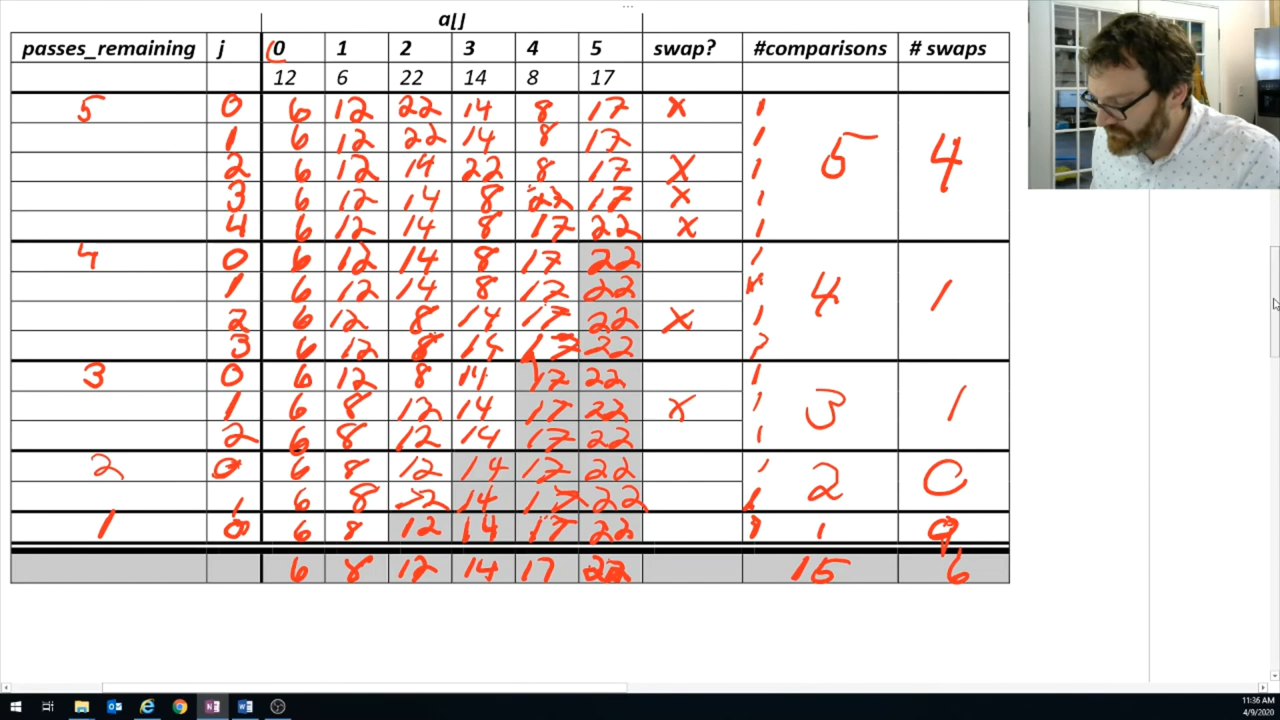 a[]
passes_remaining j 0 1 2 3 4 5 swap? #comparisons # swaps
12 6 22 14 8 17
5 0 6 12 22 14 8 17 x 1
1 6 12 22 14 8 17 1 5 4
2 6 12 14 22 8 17 x 1
3 6 12 14 8 22 17 x 1
4 6 12 14 8 17 22 x 1
4 0 6 12 14 8 17 22 1
1 6 12 14 8 17 22 4 1
2 6 12 8 14 17 22 x 1
3 6 12 8 14 17 22
3 0 6 12 8 14 17 22 1
1 6 8 12 14 17 22 x 1 3 1
2 6 8 12 14 17 22 1
2 0 6 8 12 14 17 22 1 2 0
1 6 8 14 17 22
1 0 6 8 12 14 17 22 1
6 8 12 14 17 22 15 6
11:36 AM
4/9/2020